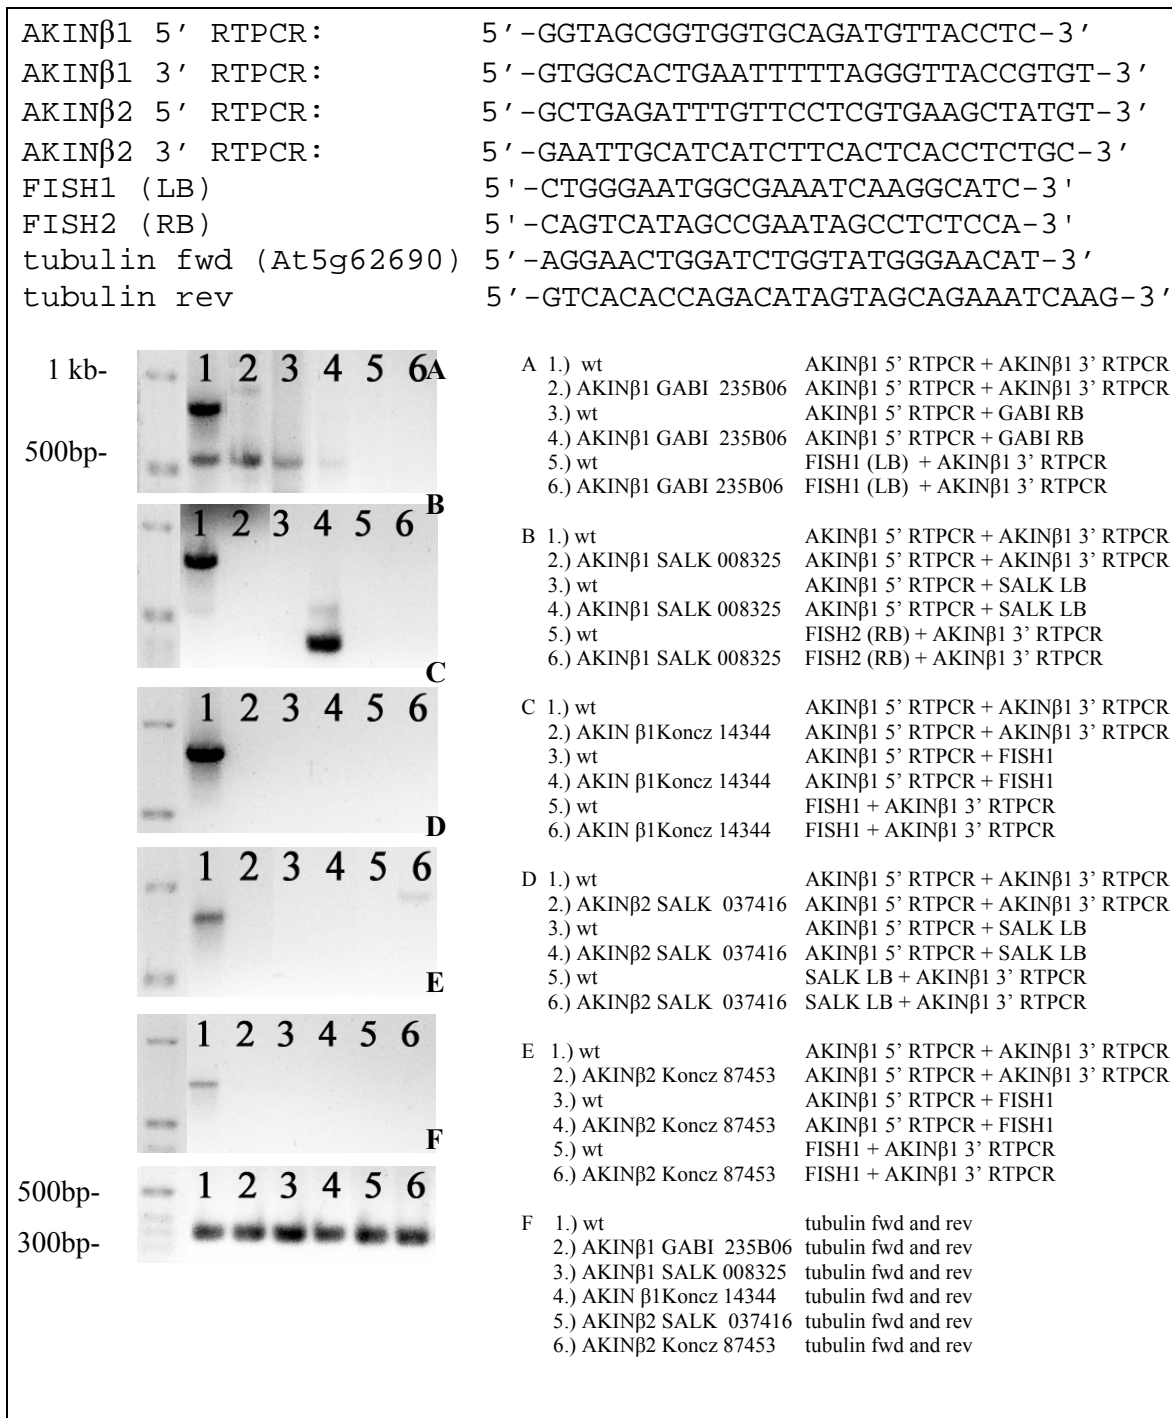 AKINβ1 5’ RTPCR: 5’-GGTAGCGGTGGTGCAGATGTTACCTC-3’
AKINβ1 3’ RTPCR: 5’-GTGGCACTGAATTTTTAGGGTTACCGTGT-3’
AKINβ2 5’ RTPCR: 5’-GCTGAGATTTGTTCCTCGTGAAGCTATGT-3’
AKINβ2 3’ RTPCR: 5’-GAATTGCATCATCTTCACTCACCTCTGC-3’
FISH1 (LB) 5'-CTGGGAATGGCGAAATCAAGGCATC-3'
FISH2 (RB) 5'-CAGTCATAGCCGAATAGCCTCTCCA-3'
tubulin fwd (At5g62690) 5’-AGGAACTGGATCTGGTATGGGAACAT-3’
tubulin rev 5’-GTCACACCAGACATAGTAGCAGAAATCAAG-3’
1 kb-
500bp-
1 2 3 4 5 6 A
B
1 2 3 4 5 6
C
1 2 3 4 5 6
D
1 2 3 4 5 6
E
1 2 3 4 5 6
F
500bp-
300bp-
1 2 3 4 5 6
A 1.) wt AKINβ1 5’ RTPCR + AKINβ1 3’ RTPCR
2.) AKINβ1 GABI 235B06 AKINβ1 5’ RTPCR + AKINβ1 3’ RTPCR
3.) wt AKINβ1 5’ RTPCR + GABI RB
4.) AKINβ1 GABI 235B06 AKINβ1 5’ RTPCR + GABI RB
5.) wt FISH1 (LB) + AKINβ1 3’ RTPCR
6.) AKINβ1 GABI 235B06 FISH1 (LB) + AKINβ1 3’ RTPCR
B 1.) wt AKINβ1 5’ RTPCR + AKINβ1 3’ RTPCR
2.) AKINβ1 SALK 008325 AKINβ1 5’ RTPCR + AKINβ1 3’ RTPCR
3.) wt AKINβ1 5’ RTPCR + SALK LB
4.) AKINβ1 SALK 008325 AKINβ1 5’ RTPCR + SALK LB
5.) wt FISH2 (RB) + AKINβ1 3’ RTPCR
6.) AKINβ1 SALK 008325 FISH2 (RB) + AKINβ1 3’ RTPCR
C 1.) wt AKINβ1 5’ RTPCR + AKINβ1 3’ RTPCR
2.) AKIN β1Koncz 14344 AKINβ1 5’ RTPCR + AKINβ1 3’ RTPCR
3.) wt AKINβ1 5’ RTPCR + FISH1
4.) AKIN β1Koncz 14344 AKINβ1 5’ RTPCR + FISH1
5.) wt FISH1 + AKINβ1 3’ RTPCR
6.) AKIN β1Koncz 14344 FISH1 + AKINβ1 3’ RTPCR
D 1.) wt AKINβ1 5’ RTPCR + AKINβ1 3’ RTPCR
2.) AKINβ2 SALK 037416 AKINβ1 5’ RTPCR + AKINβ1 3’ RTPCR
3.) wt AKINβ1 5’ RTPCR + SALK LB
4.) AKINβ2 SALK 037416 AKINβ1 5’ RTPCR + SALK LB
5.) wt SALK LB + AKINβ1 3’ RTPCR
6.) AKINβ2 SALK 037416 SALK LB + AKINβ1 3’ RTPCR
E 1.) wt AKINβ1 5’ RTPCR + AKINβ1 3’ RTPCR
2.) AKINβ2 Koncz 87453 AKINβ1 5’ RTPCR + AKINβ1 3’ RTPCR
3.) wt AKINβ1 5’ RTPCR + FISH1
4.) AKINβ2 Koncz 87453 AKINβ1 5’ RTPCR + FISH1
5.) wt FISH1 + AKINβ1 3’ RTPCR
6.) AKINβ2 Koncz 87453 FISH1 + AKINβ1 3’ RTPCR
F 1.) wt tubulin fwd and rev
2.) AKINβ1 GABI 235B06 tubulin fwd and rev
3.) AKINβ1 SALK 008325 tubulin fwd and rev
4.) AKIN β1Koncz 14344 tubulin fwd and rev
5.) AKINβ2 SALK 037416 tubulin fwd and rev
6.) AKINβ2 Koncz 87453 tubulin fwd and rev